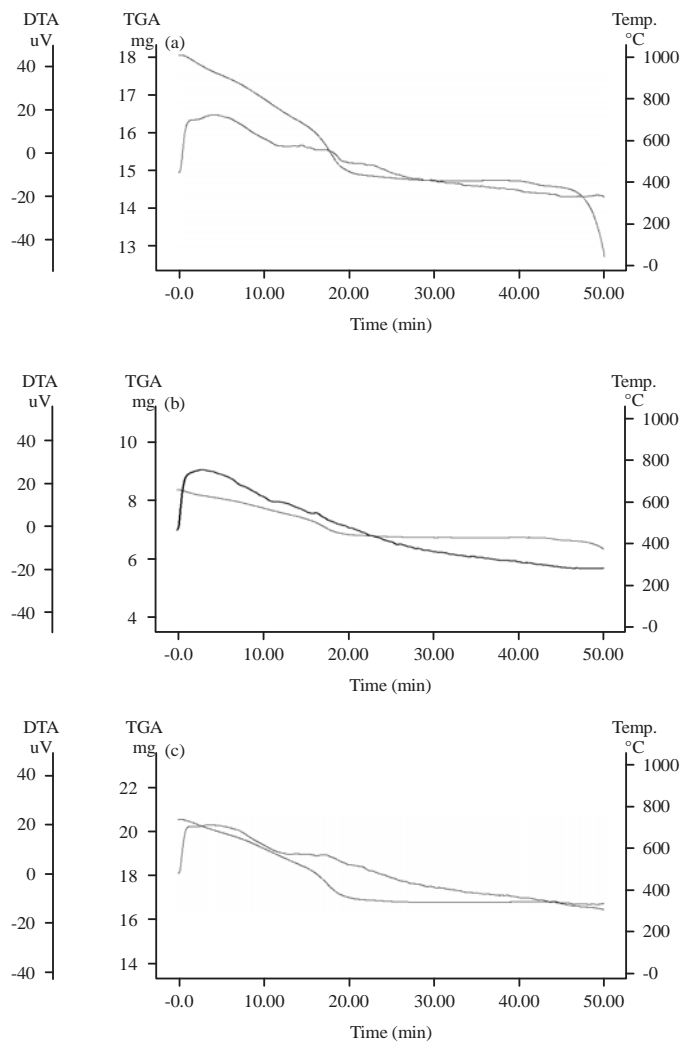 DTA TGA Temp.
uV mg (a) °C
40 18 1000
20 17 800
0 16 600
-20 15 400
-40 14 200
13 -0
-0.0 10.00 20.00 30.00 40.00 50.00
Time (min)
DTA TGA Temp.
uV mg (b) °C
40 10 1000
20 8 800
0 6 600
-20 4 400
-40 200
-0
-0.0 10.00 20.00 30.00 40.00 50.00
Time (min)
DTA TGA Temp.
uV mg (c) °C
40 22 1000
20 20 800
0 18 600
-20 16 400
-40 14 200
-0
-0.0 10.00 20.00 30.00 40.00 50.00
Time (min)